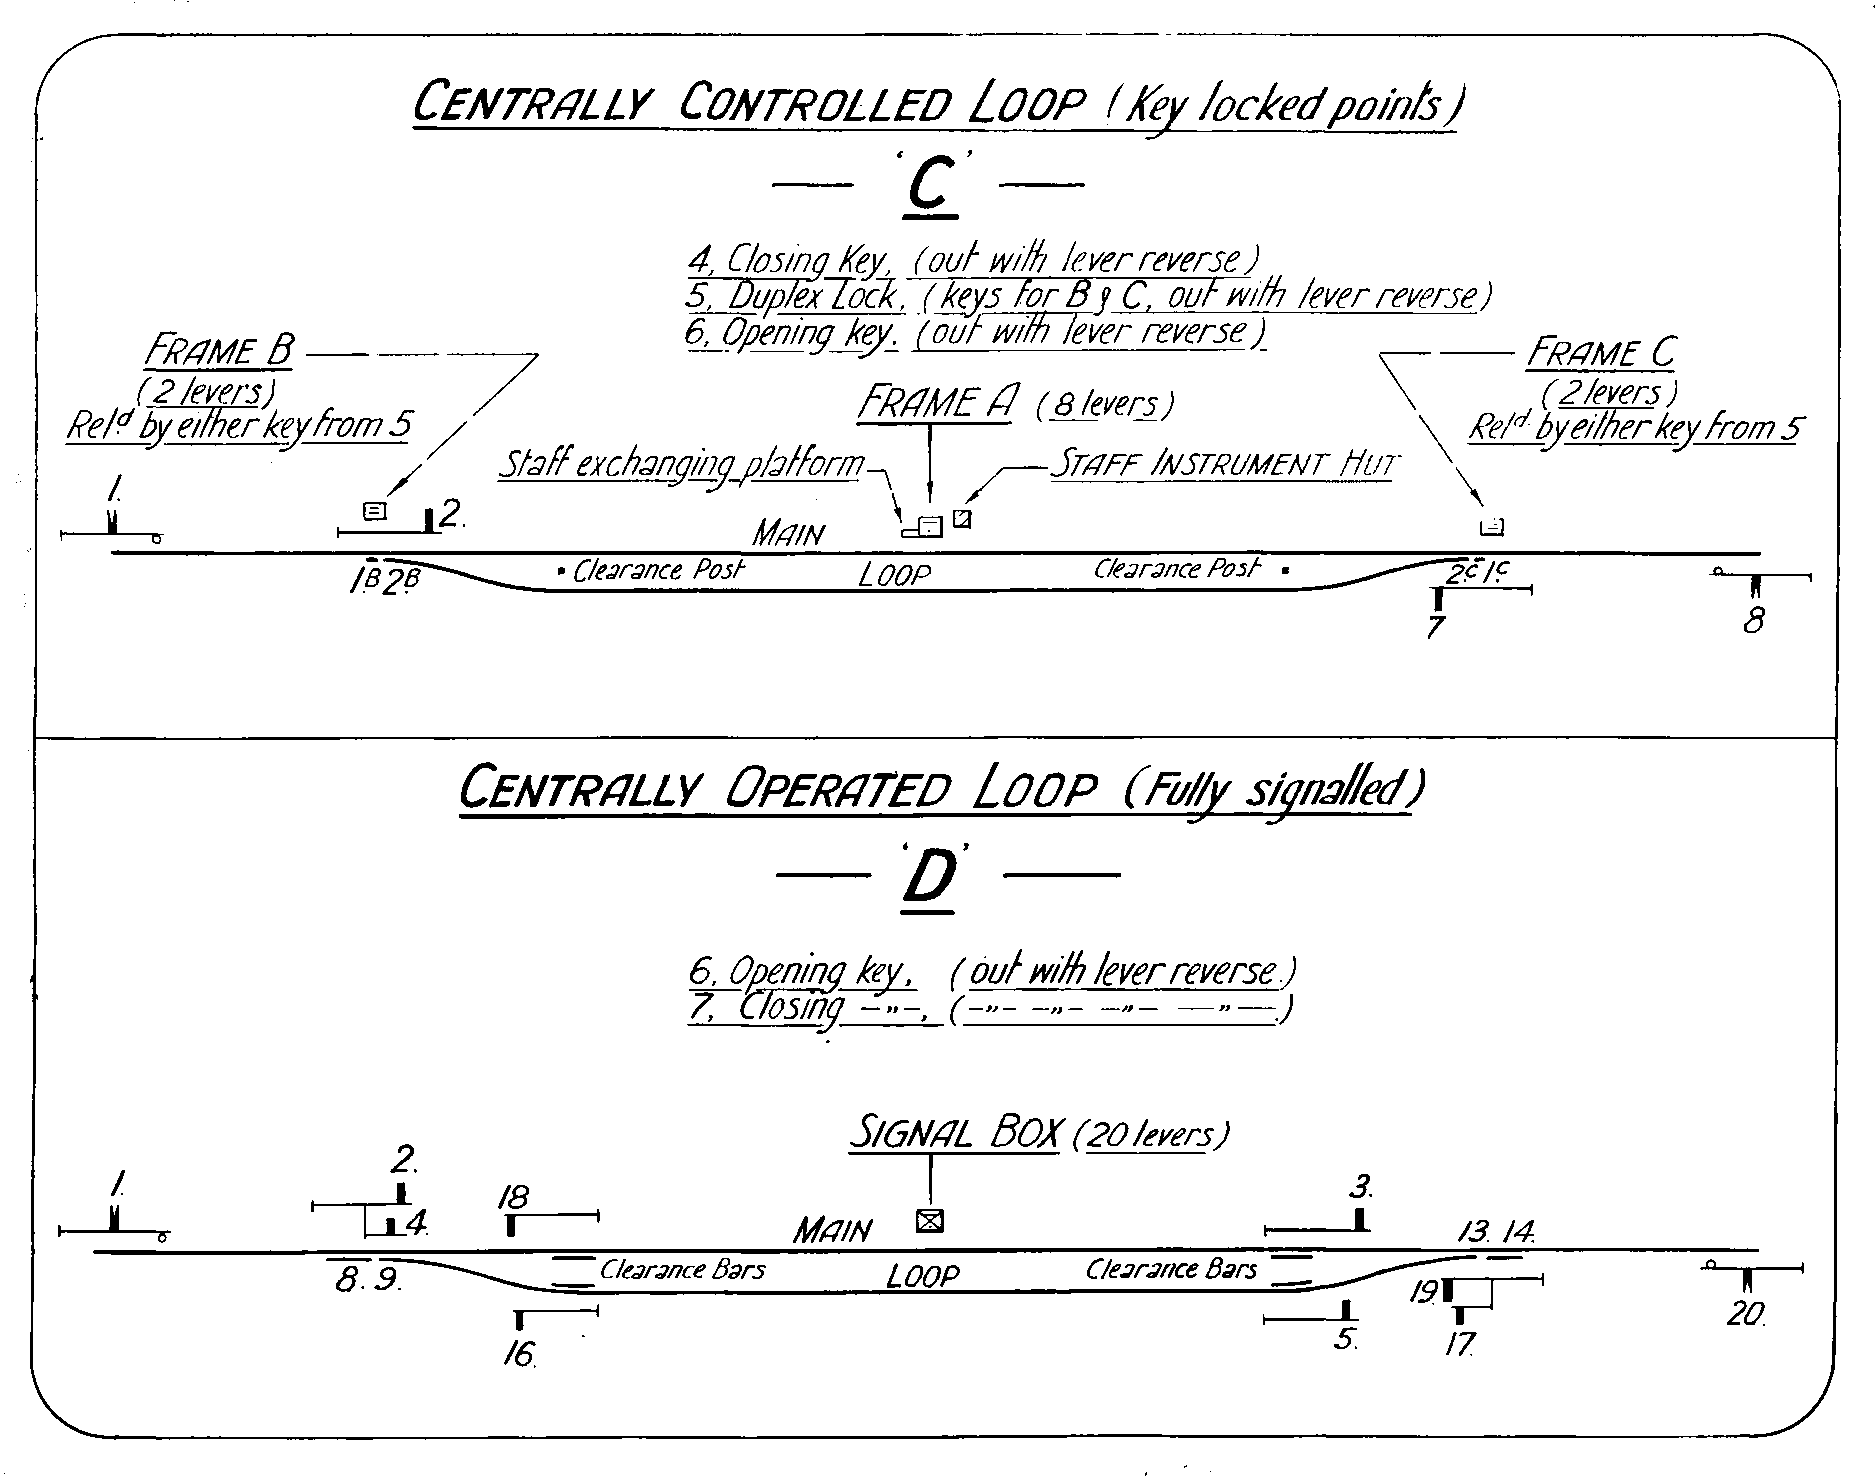 CENTRALLY CONTROLLED LOOP (Key locked points)
— 'C' —
4, Closing Key, (out with lever reverse)
5, Duplex Lock, (keys for B & C, out with lever reverse)
6, Opening key, (out with lever reverse)
FRAME B
(2 levers)
Rel.d by either key from 5
FRAME A (8 levers)
FRAME C
(2 levers)
Rel.d by either key from 5
Staff exchanging platform
STAFF INSTRUMENT HUT
1.
2.
MAIN
1.B 2.B
Clearance Post
LOOP
Clearance Post
2.C 1.C
7
8
CENTRALLY OPERATED LOOP (Fully signalled)
— 'D' —
6, Opening key, (out with lever reverse.)
7, Closing –"–, (–"– –"– –"– —"—.)
SIGNAL BOX (20 levers)
1.
2.
4.
18
MAIN
3.
13. 14.
8. 9.
Clearance Bars
LOOP
Clearance Bars
19
16.
5.
17.
20.